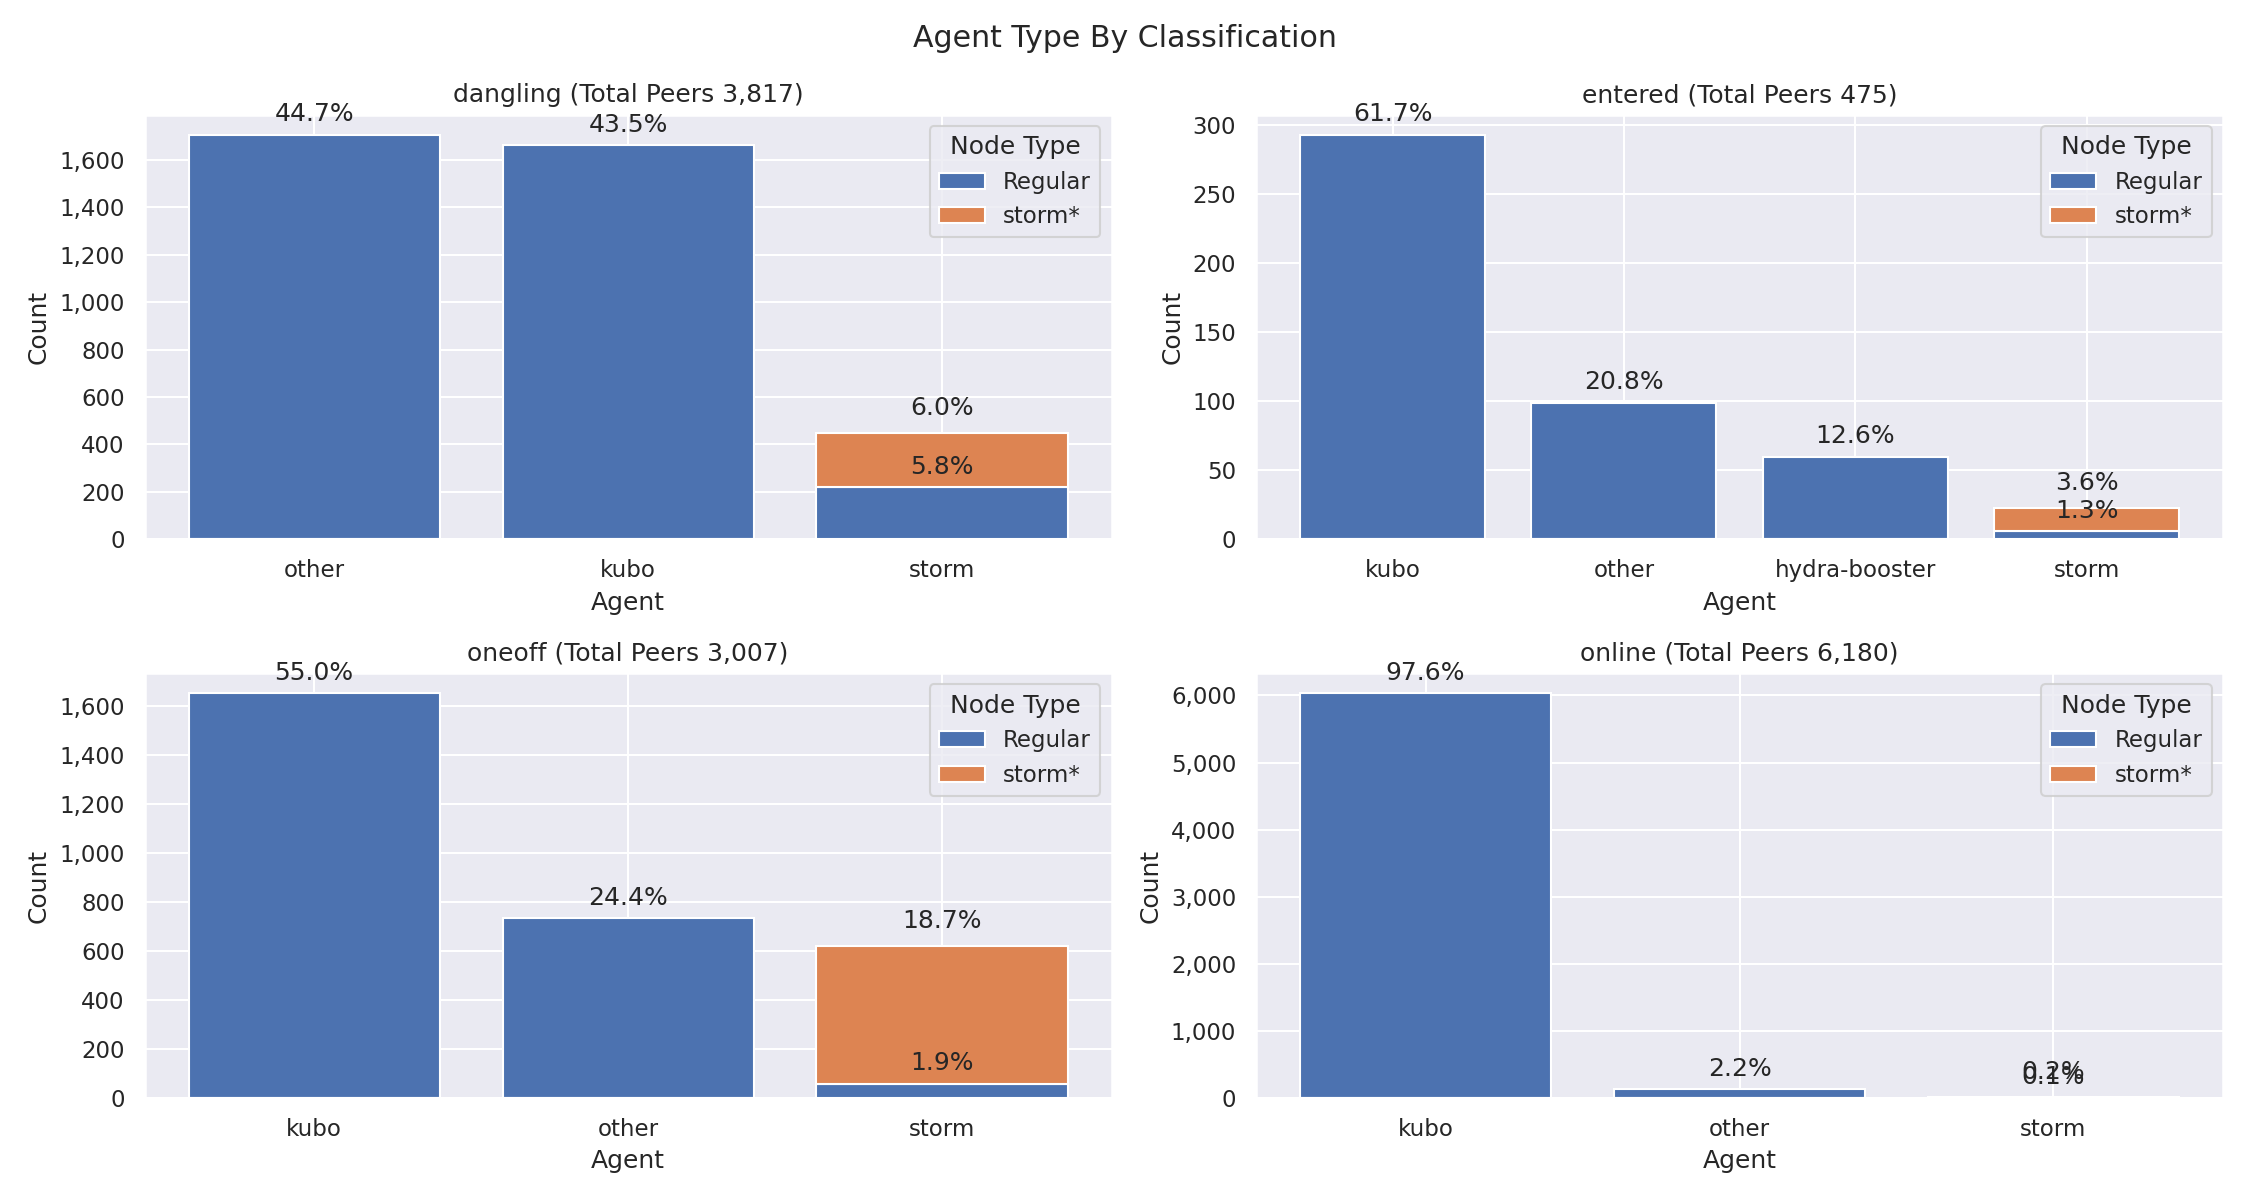 Agent Type By Classification
dangling (Total Peers 3,817)
44.7%
43.5%
6.0%
5.8%
Node Type
Regular
storm*
Count
1,600
1,400
1,200
1,000
800
600
400
200
0
other
kubo
storm
Agent
entered (Total Peers 475)
61.7%
20.8%
12.6%
3.6%
1.3%
Node Type
Regular
storm*
Count
300
250
200
150
100
50
0
kubo
other
hydra-booster
storm
Agent
oneoff (Total Peers 3,007)
55.0%
24.4%
18.7%
1.9%
Node Type
Regular
storm*
Count
1,600
1,400
1,200
1,000
800
600
400
200
0
kubo
other
storm
Agent
online (Total Peers 6,180)
97.6%
2.2%
0.2%
0.1%
Node Type
Regular
storm*
Count
6,000
5,000
4,000
3,000
2,000
1,000
0
kubo
other
storm
Agent